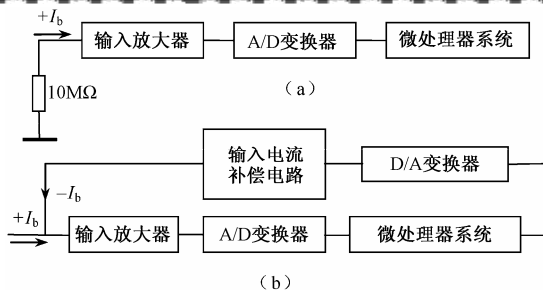 +Ib
输入放大器 A/D变换器 微处理器系统
10MΩ
（a）
输入电流
补偿电路
D/A变换器
−Ib
+Ib
输入放大器 A/D变换器 微处理器系统
（b）